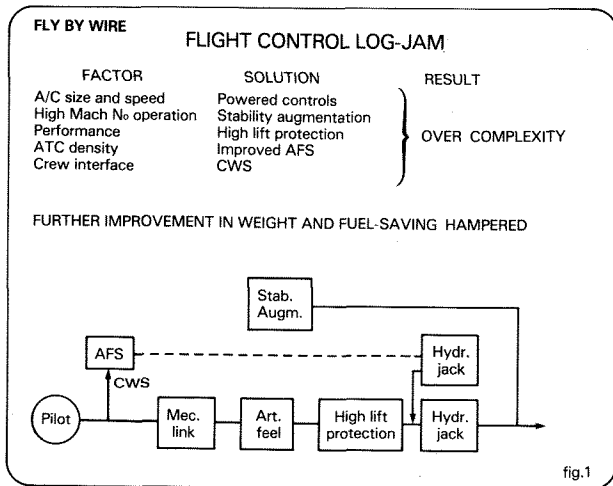 FLY BY WIRE
FLIGHT CONTROL LOG-JAM
FACTOR SOLUTION RESULT
A/C size and speed Powered controls
High Mach No operation Stability augmentation
Performance High lift protection OVER COMPLEXITY
ATC density Improved AFS
Crew interface CWS
FURTHER IMPROVEMENT IN WEIGHT AND FUEL-SAVING HAMPERED
Stab.
Augm.
AFS
Hydr.
jack
CWS
Pilot
Mec.
link
Art.
feel
High lift
protection
Hydr.
jack
fig.1